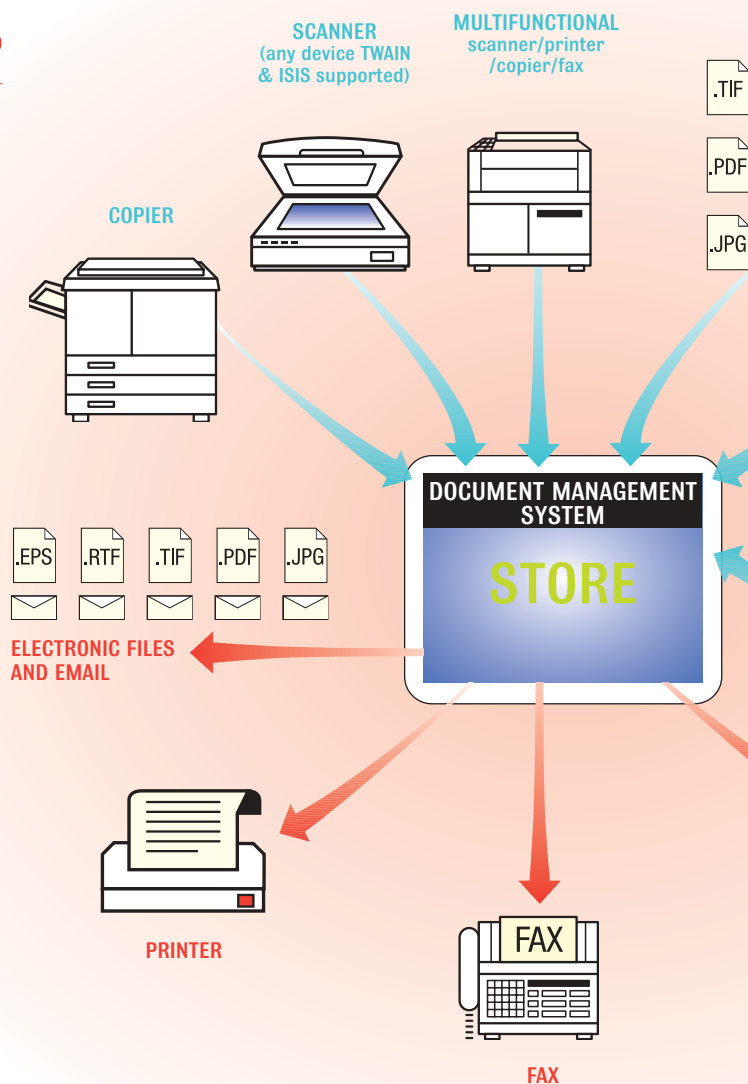 SCANNER
(any device TWAIN
& ISIS supported)
MULTIFUNCTIONAL
scanner/printer
/copier/fax
.TIF
.PDF
.JPG
COPIER
DOCUMENT MANAGEMENT
SYSTEM
STORE
.EPS .RTF .TIF .PDF .JPG
ELECTRONIC FILES
AND EMAIL
PRINTER
FAX
FAX